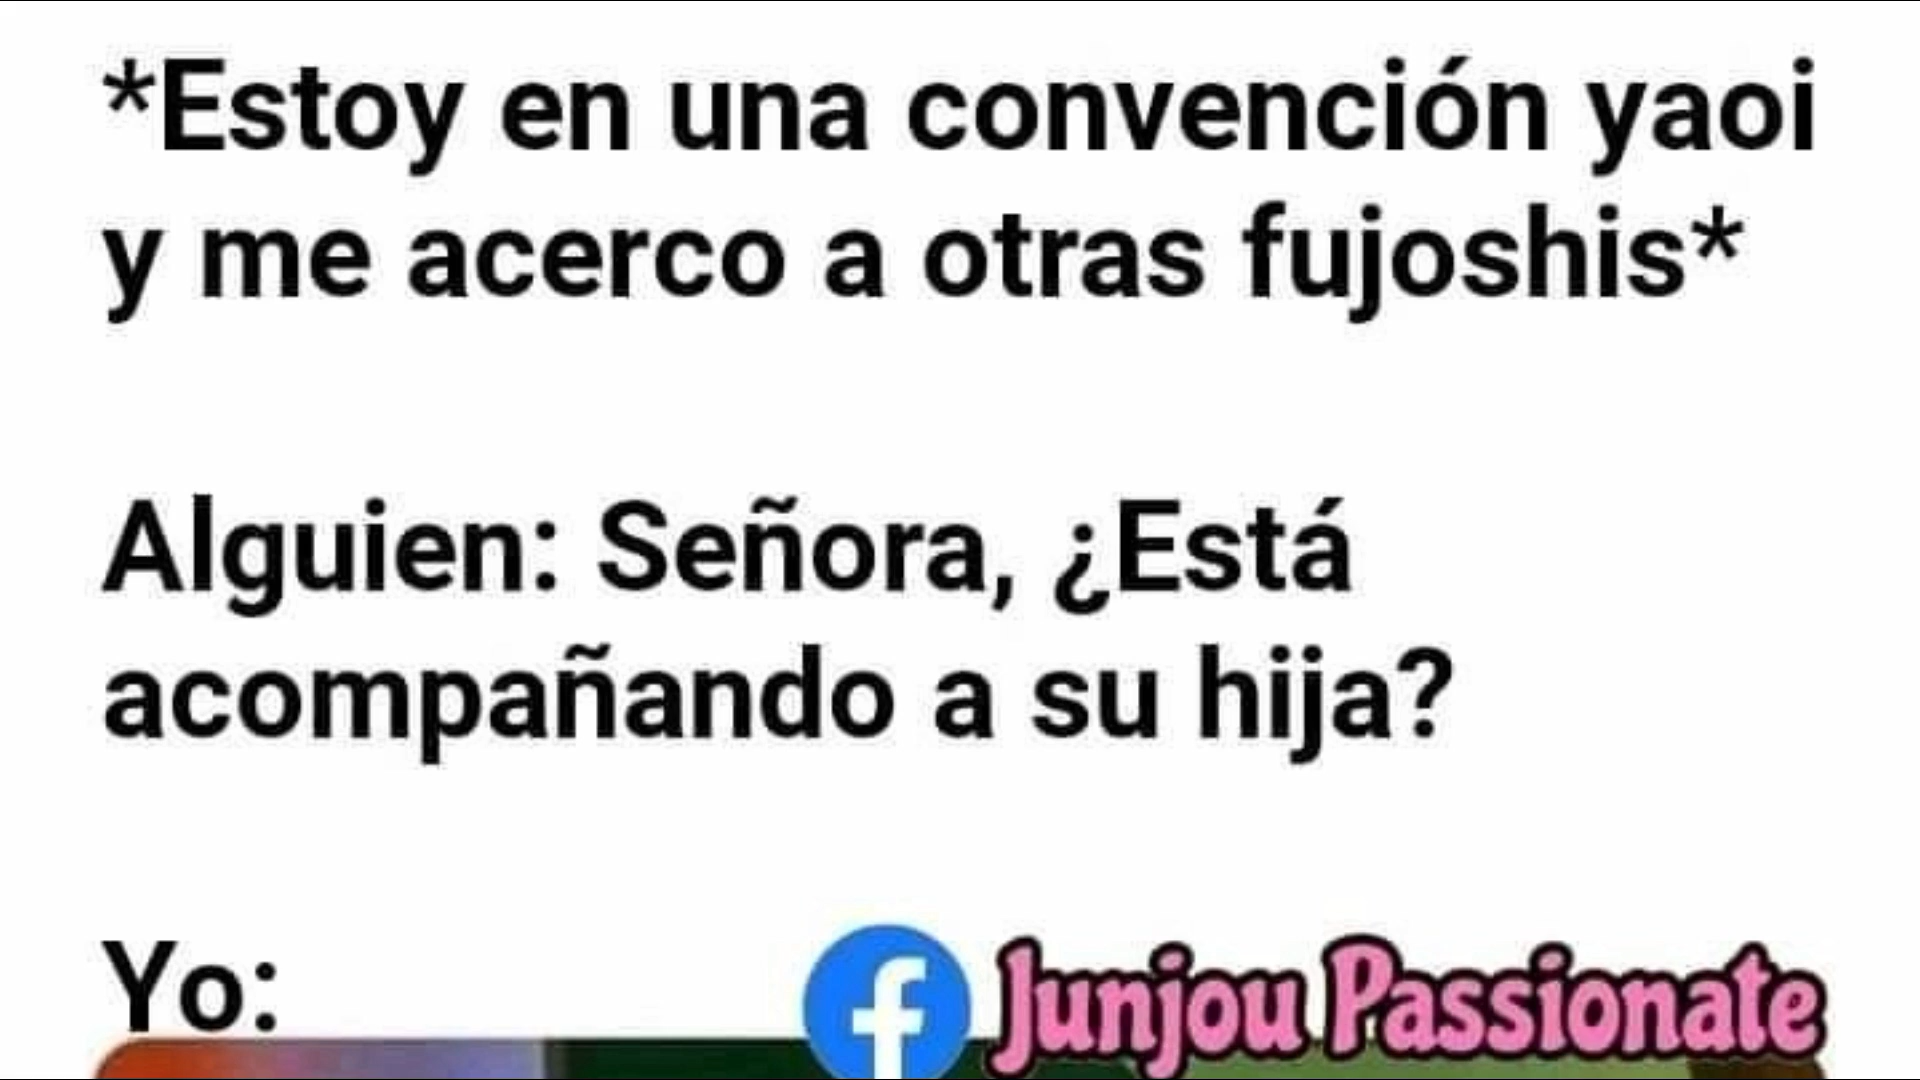 *Estoy en una convención yaoi
y me acerco a otras fujoshis*
Alguien: Señora, ¿Está
acompañando a su hija?
Yo:
Junjou Passionate